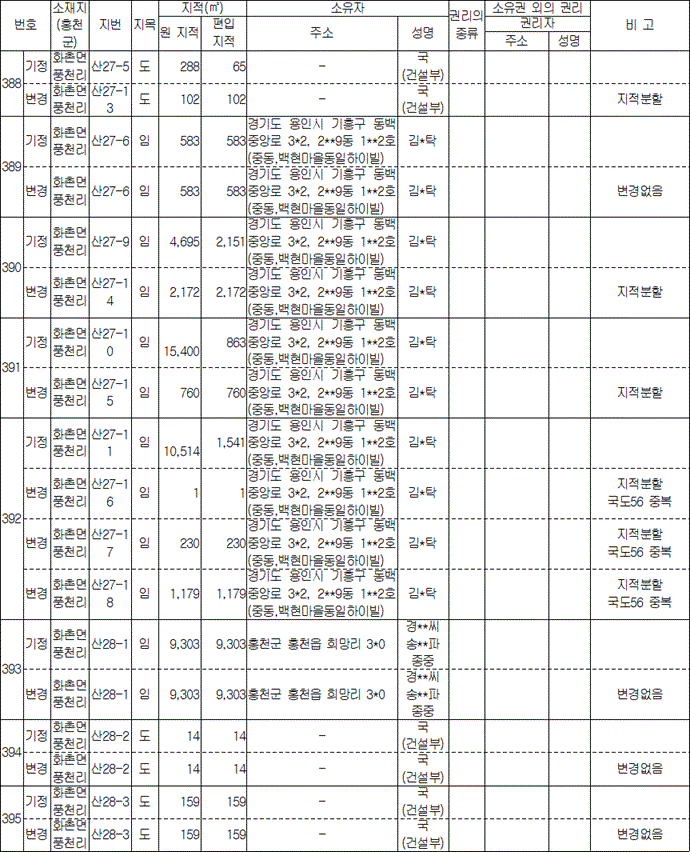 번호 소재지(홍천군) 지번 지목 지적(㎡) 소유자 권리의 종류 소유권 외의 권리 비 고
원 지적 편입 지적 주소 성명 권리자
주소 성명
388 기정 화촌면 풍천리 산27-5 도 288 65 - 국 (건설부)
변경 화촌면 풍천리 산27-13 도 102 102 - 국 (건설부) 지적분할
389 기정 화촌면 풍천리 산27-6 임 583 583 경기도 용인시 기흥구 동백중앙로 3*2, 2**9동 1**2호 (중동,백현마을동일하이빌) 김*탁
변경 화촌면 풍천리 산27-6 임 583 583 경기도 용인시 기흥구 동백중앙로 3*2, 2**9동 1**2호 (중동,백현마을동일하이빌) 김*탁 변경없음
390 기정 화촌면 풍천리 산27-9 임 4,695 2,151 경기도 용인시 기흥구 동백중앙로 3*2, 2**9동 1**2호 (중동,백현마을동일하이빌) 김*탁
변경 화촌면 풍천리 산27-14 임 2,172 2,172 경기도 용인시 기흥구 동백중앙로 3*2, 2**9동 1**2호 (중동,백현마을동일하이빌) 김*탁 지적분할
391 기정 화촌면 풍천리 산27-10 임 15,400 863 경기도 용인시 기흥구 동백중앙로 3*2, 2**9동 1**2호 (중동,백현마을동일하이빌) 김*탁
변경 화촌면 풍천리 산27-15 임 760 760 경기도 용인시 기흥구 동백중앙로 3*2, 2**9동 1**2호 (중동,백현마을동일하이빌) 김*탁 지적분할
392 기정 화촌면 풍천리 산27-11 임 10,514 1,541 경기도 용인시 기흥구 동백중앙로 3*2, 2**9동 1**2호 (중동,백현마을동일하이빌) 김*탁
변경 화촌면 풍천리 산27-16 임 1 1 경기도 용인시 기흥구 동백중앙로 3*2, 2**9동 1**2호 (중동,백현마을동일하이빌) 김*탁 지적분할 국도56 중복
변경 화촌면 풍천리 산27-17 임 230 230 경기도 용인시 기흥구 동백중앙로 3*2, 2**9동 1**2호 (중동,백현마을동일하이빌) 김*탁 지적분할 국도56 중복
변경 화촌면 풍천리 산27-18 임 1,179 1,179 경기도 용인시 기흥구 동백중앙로 3*2, 2**9동 1**2호 (중동,백현마을동일하이빌) 김*탁 지적분할 국도56 중복
393 기정 화촌면 풍천리 산28-1 임 9,303 9,303 홍천군 홍천읍 희망리 3*0 경**씨 송**파 종중
변경 화촌면 풍천리 산28-1 임 9,303 9,303 홍천군 홍천읍 희망리 3*0 경**씨 송**파 종중 변경없음
394 기정 화촌면 풍천리 산28-2 도 14 14 - 국 (건설부)
변경 화촌면 풍천리 산28-2 도 14 14 - 국 (건설부) 변경없음
395 기정 화촌면 풍천리 산28-3 도 159 159 - 국 (건설부)
변경 화촌면 풍천리 산28-3 도 159 159 - 국 (건설부) 변경없음